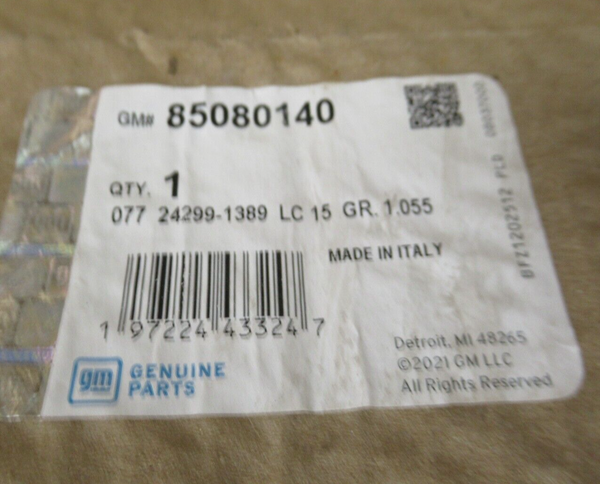 GM# 85080140
QTY. 1
077 24299-1389 LC 15 GR. 1.055
MADE IN ITALY
1 97224 43324 7
gm GENUINE
PARTS
Detroit, MI 48265
©2021 GM LLC
All Rights Reserved
PLD